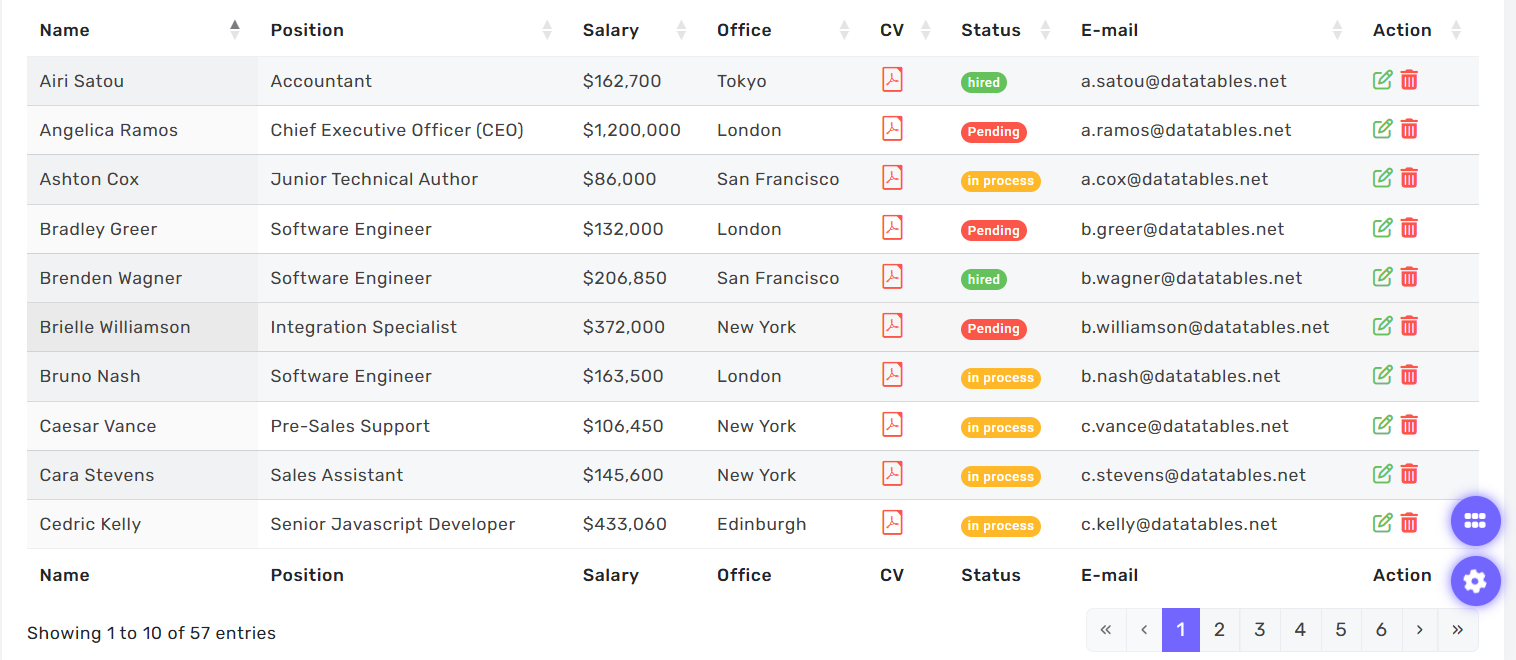 Name Position Salary Office CV Status E-mail Action
Airi Satou Accountant $162,700 Tokyo hired a.satou@datatables.net
Angelica Ramos Chief Executive Officer (CEO) $1,200,000 London Pending a.ramos@datatables.net
Ashton Cox Junior Technical Author $86,000 San Francisco in process a.cox@datatables.net
Bradley Greer Software Engineer $132,000 London Pending b.greer@datatables.net
Brenden Wagner Software Engineer $206,850 San Francisco hired b.wagner@datatables.net
Brielle Williamson Integration Specialist $372,000 New York Pending b.williamson@datatables.net
Bruno Nash Software Engineer $163,500 London in process b.nash@datatables.net
Caesar Vance Pre-Sales Support $106,450 New York in process c.vance@datatables.net
Cara Stevens Sales Assistant $145,600 New York in process c.stevens@datatables.net
Cedric Kelly Senior Javascript Developer $433,060 Edinburgh in process c.kelly@datatables.net
Name Position Salary Office CV Status E-mail Action
Showing 1 to 10 of 57 entries « ‹ 1 2 3 4 5 6 › »